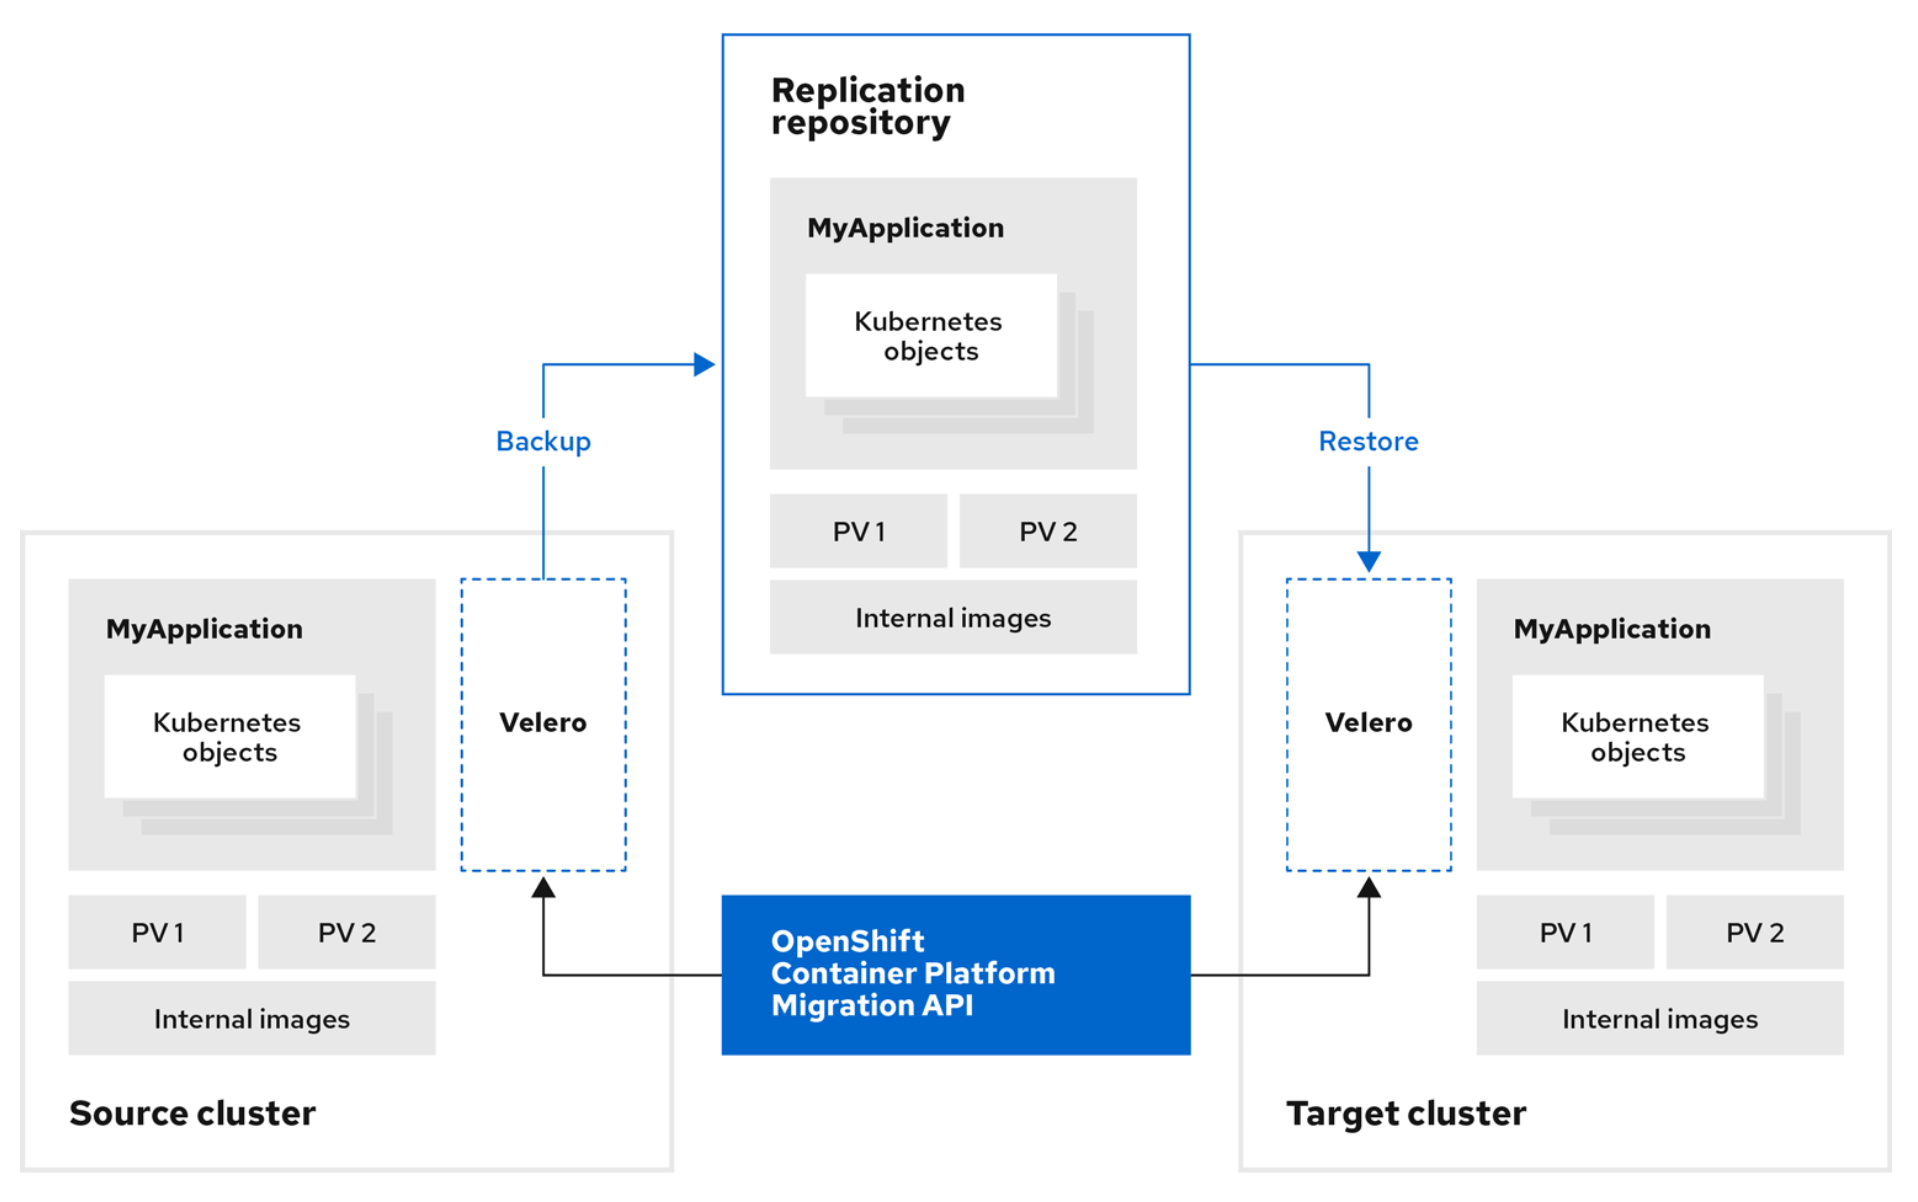 Replication
repository
MyApplication
Kubernetes
objects
Backup
Restore
PV 1
PV 2
Internal images
MyApplication
Kubernetes
objects
Velero
PV 1
PV 2
Internal images
Source cluster
OpenShift
Container Platform
Migration API
Velero
MyApplication
Kubernetes
objects
PV 1
PV 2
Internal images
Target cluster